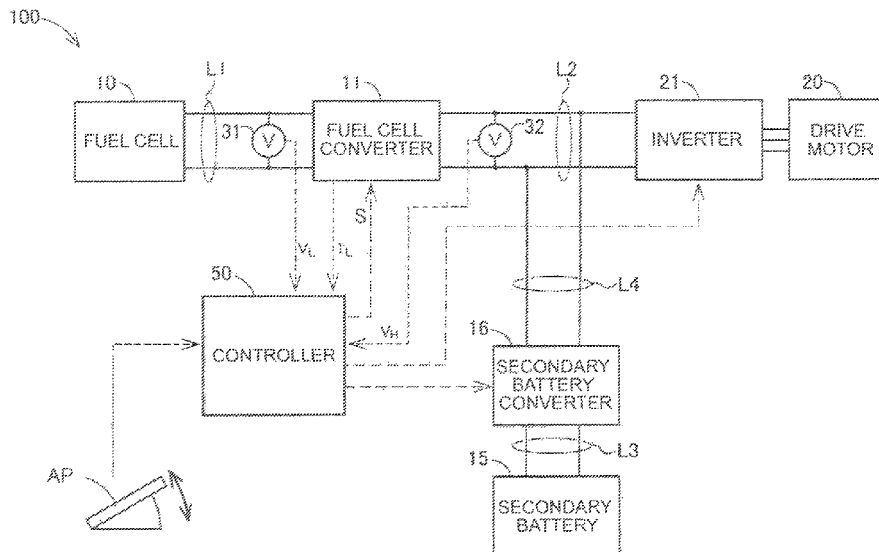 100
L1
L2
10
11
21
20
FUEL CELL
31
V
FUEL CELL
CONVERTER
V
32
INVERTER
DRIVE
MOTOR
S
VL
IL
50
L4
VH
16
CONTROLLER
SECONDARY
BATTERY
CONVERTER
L3
15
AP
SECONDARY
BATTERY